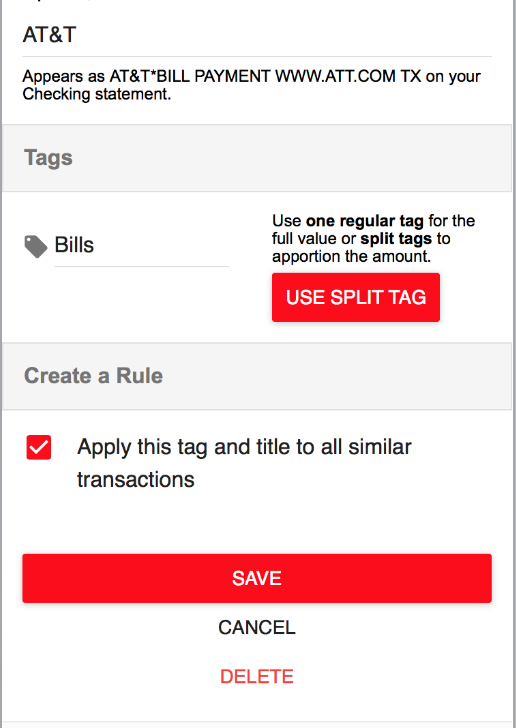 AT&T
Appears as AT&T*BILL PAYMENT WWW.ATT.COM TX on your
Checking statement.
Tags
Bills
Use one regular tag for the
full value or split tags to
apportion the amount.
USE SPLIT TAG
Create a Rule
Apply this tag and title to all similar
transactions
SAVE
CANCEL
DELETE